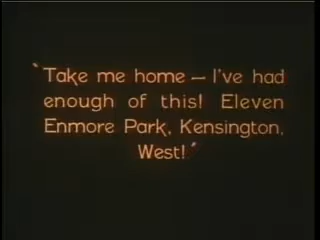 'Take me home — I've had
enough of this! Eleven
Enmore Park, Kensington,
West!'